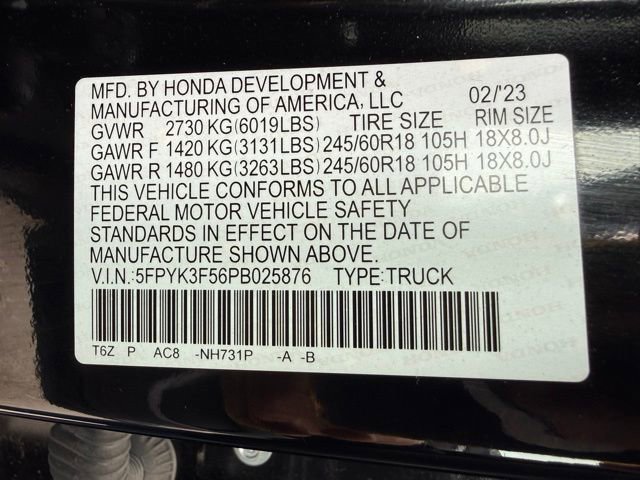 MFD. BY HONDA DEVELOPMENT &
MANUFACTURING OF AMERICA, LLC 02/'23
GVWR 2730 KG(6019LBS) TIRE SIZE RIM SIZE
GAWR F 1420 KG(3131LBS)245/60R18 105H 18X8.0J
GAWR R 1480 KG(3263LBS)245/60R18 105H 18X8.0J
THIS VEHICLE CONFORMS TO ALL APPLICABLE
FEDERAL MOTOR VEHICLE SAFETY
STANDARDS IN EFFECT ON THE DATE OF
MANUFACTURE SHOWN ABOVE.
V.I.N.:5FPYK3F56PB025876 TYPE:TRUCK
T6Z P AC8 -NH731P -A -B